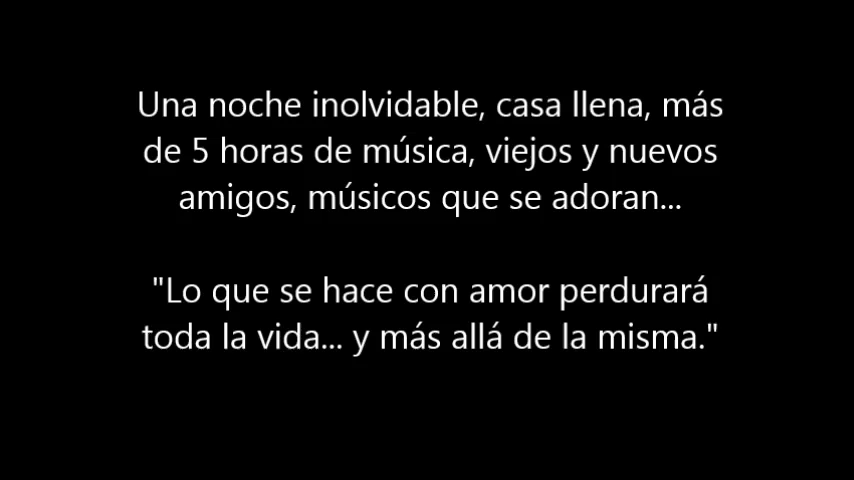 Una noche inolvidable, casa llena, más
de 5 horas de música, viejos y nuevos
amigos, músicos que se adoran...
"Lo que se hace con amor perdurará
toda la vida... y más allá de la misma."